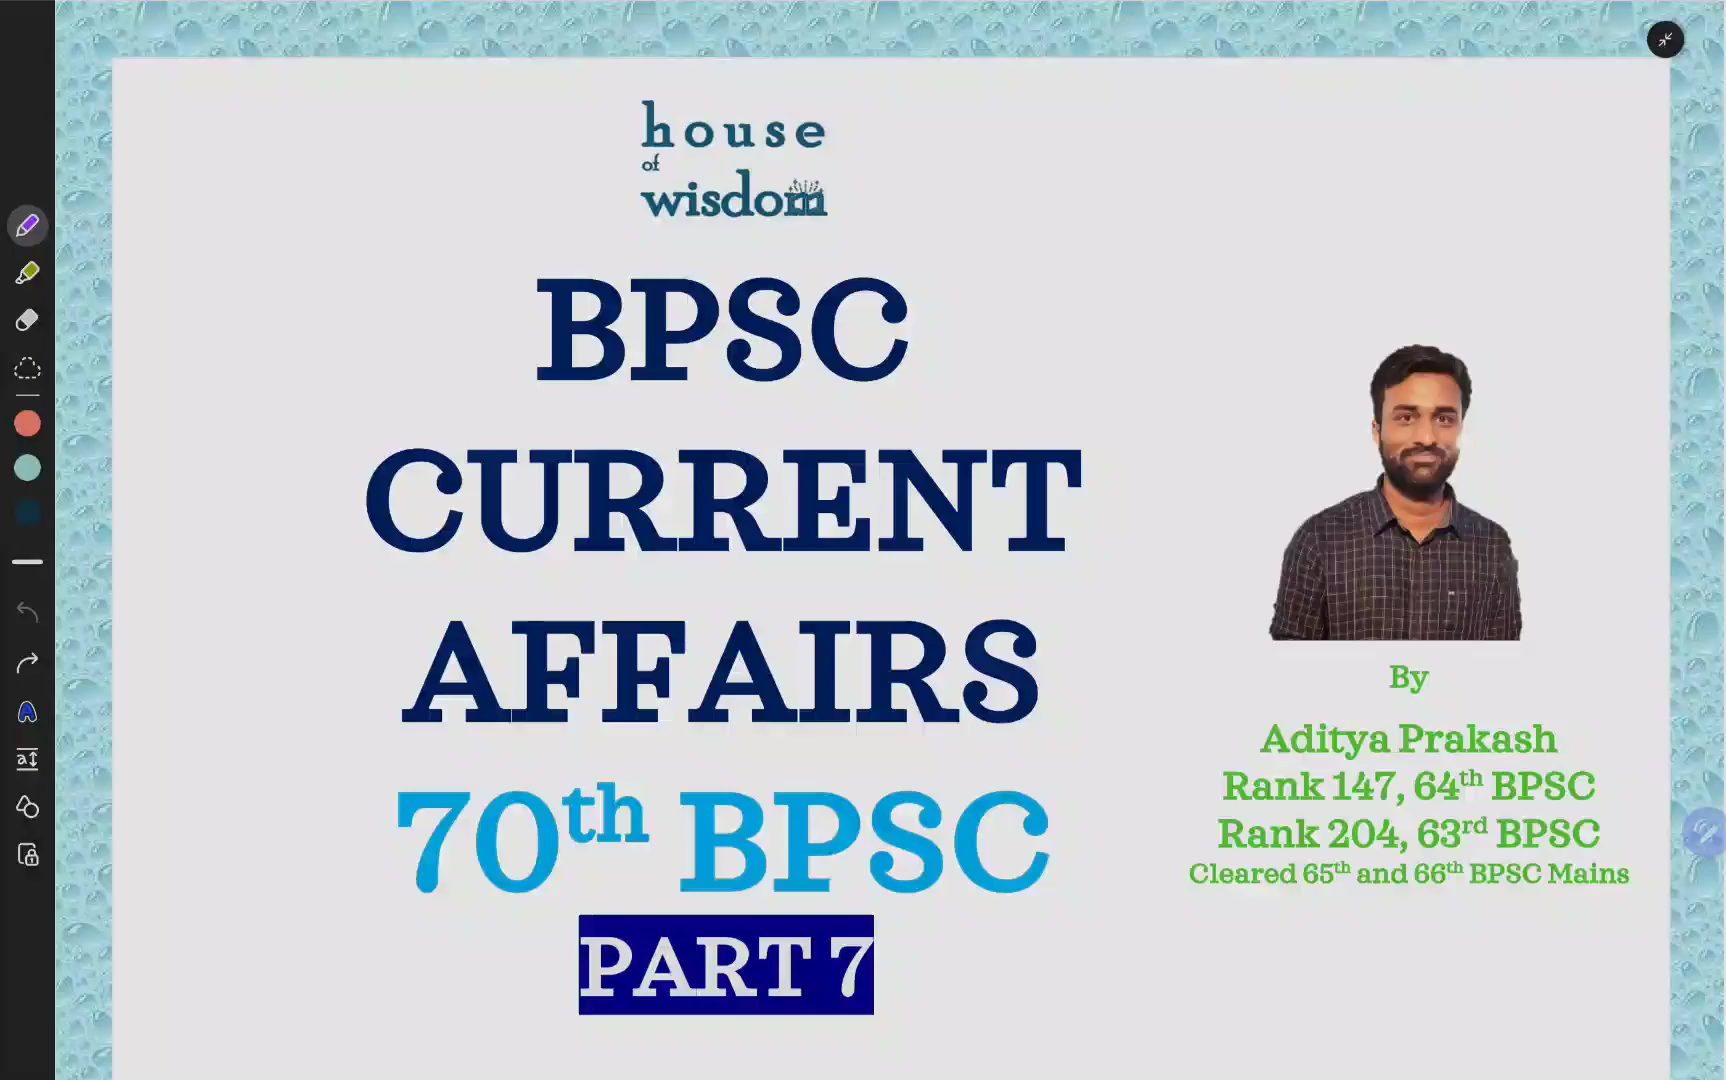 house
of
wisdom
BPSC
CURRENT
AFFAIRS
70th BPSC
PART 7
By
Aditya Prakash
Rank 147, 64th BPSC
Rank 204, 63rd BPSC
Cleared 65th and 66th BPSC Mains